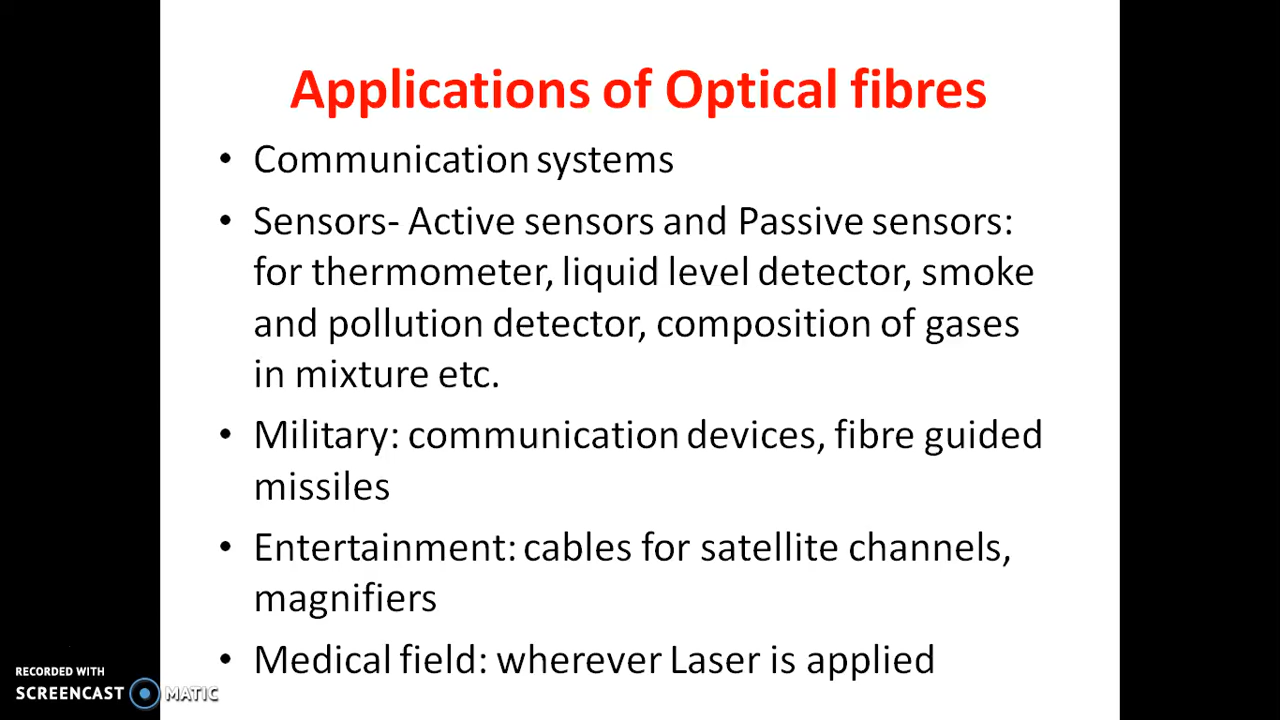 Applications of Optical fibres
• Communication systems
• Sensors- Active sensors and Passive sensors:
for thermometer, liquid level detector, smoke
and pollution detector, composition of gases
in mixture etc.
• Military: communication devices, fibre guided
missiles
• Entertainment: cables for satellite channels,
magnifiers
• Medical field: wherever Laser is applied
RECORDED WITH
SCREENCAST MATIC